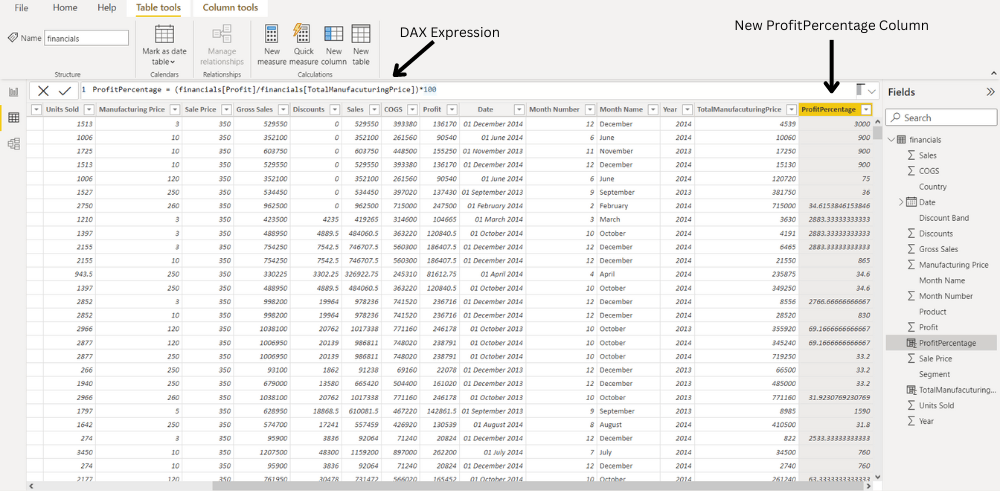 File Home Help Table tools Column tools
DAX Expression
New ProfitPercentage Column
Name financials
Mark as date table
Manage relationships
New measure
Quick measure
New column
New table
Structure Calendars Relationships Calculations
1 ProfitPercentage = (financials[Profit]/financials[TotalManufacuturingPrice])*100
Units Sold Manufacturing Price Sale Price Gross Sales Discounts Sales COGS Profit Date Month Number Month Name Year TotalManufacuturingPrice ProfitPercentage
1513 3 350 529550 0 529550 393380 136170 01 December 2014 12 December 2014 4539 3000
1006 10 350 352100 0 352100 261560 90540 01 June 2014 6 June 2014 10060 900
1725 10 350 603750 0 603750 448500 155250 01 November 2013 11 November 2013 17250 900
1513 10 350 529550 0 529550 393380 136170 01 December 2014 12 December 2014 15130 900
1006 120 350 352100 0 352100 261560 90540 01 June 2014 6 June 2014 120720 75
1527 250 350 534450 0 534450 397020 137430 01 September 2013 9 September 2013 381750 36
2750 260 350 962500 0 962500 715000 247500 01 February 2014 2 February 2014 715000 34.6153846153846
1210 3 350 423500 4235 419265 314600 104665 01 March 2014 3 March 2014 3630 2883.33333333333
1397 3 350 488950 4889.5 484060.5 363220 120840.5 01 October 2014 10 October 2014 4191 2883.33333333333
2155 3 350 754250 7542.5 746707.5 560300 186407.5 01 December 2014 12 December 2014 6465 2883.33333333333
2155 10 350 754250 7542.5 746707.5 560300 186407.5 01 December 2014 12 December 2014 21550 865
943.5 250 350 330225 3302.25 326922.75 245310 81612.75 01 April 2014 4 April 2014 235875 34.6
1397 250 350 488950 4889.5 484060.5 363220 120840.5 01 October 2014 10 October 2014 349250 34.6
2852 3 350 998200 19964 978236 741520 236716 01 December 2014 12 December 2014 8556 2766.66666666667
2852 10 350 998200 19964 978236 741520 236716 01 December 2014 12 December 2014 28520 830
2966 120 350 1038100 20762 1017338 771160 246178 01 October 2013 10 October 2013 355920 69.1666666666667
2877 120 350 1006950 20139 986811 748020 238791 01 October 2014 10 October 2014 345240 69.1666666666667
2877 250 350 1006950 20139 986811 748020 238791 01 October 2014 10 October 2014 719250 33.2
266 250 350 93100 1862 91238 69160 22078 01 December 2013 12 December 2013 66500 33.2
1940 250 350 679000 13580 665420 504400 161020 01 December 2013 12 December 2013 485000 33.2
2966 260 350 1038100 20762 1017338 771160 246178 01 October 2013 10 October 2013 771160 31.9230769230769
1797 5 350 628950 18868.5 610081.5 467220 142861.5 01 September 2013 9 September 2013 8985 1590
1642 250 350 574700 17241 557459 426920 130539 01 August 2014 8 August 2014 410500 31.8
274 3 350 95900 3836 92064 71240 20824 01 December 2014 12 December 2014 822 2533.33333333333
3450 10 350 1207500 48300 1159200 897000 262200 01 July 2014 7 July 2014 34500 760
274 10 350 95900 3836 92064 71240 20824 01 December 2014 12 December 2014 2740 760
2177 120 350 761950 30478 731472 566020 165452 01 October 2014 10 October 2014 261240 63.3333333333333
Fields
Search
financials
Sales
COGS
Country
Date
Discount Band
Discounts
Gross Sales
Manufacturing Price
Month Name
Month Number
Product
Profit
ProfitPercentage
Sale Price
Segment
TotalManufacuturing...
Units Sold
Year